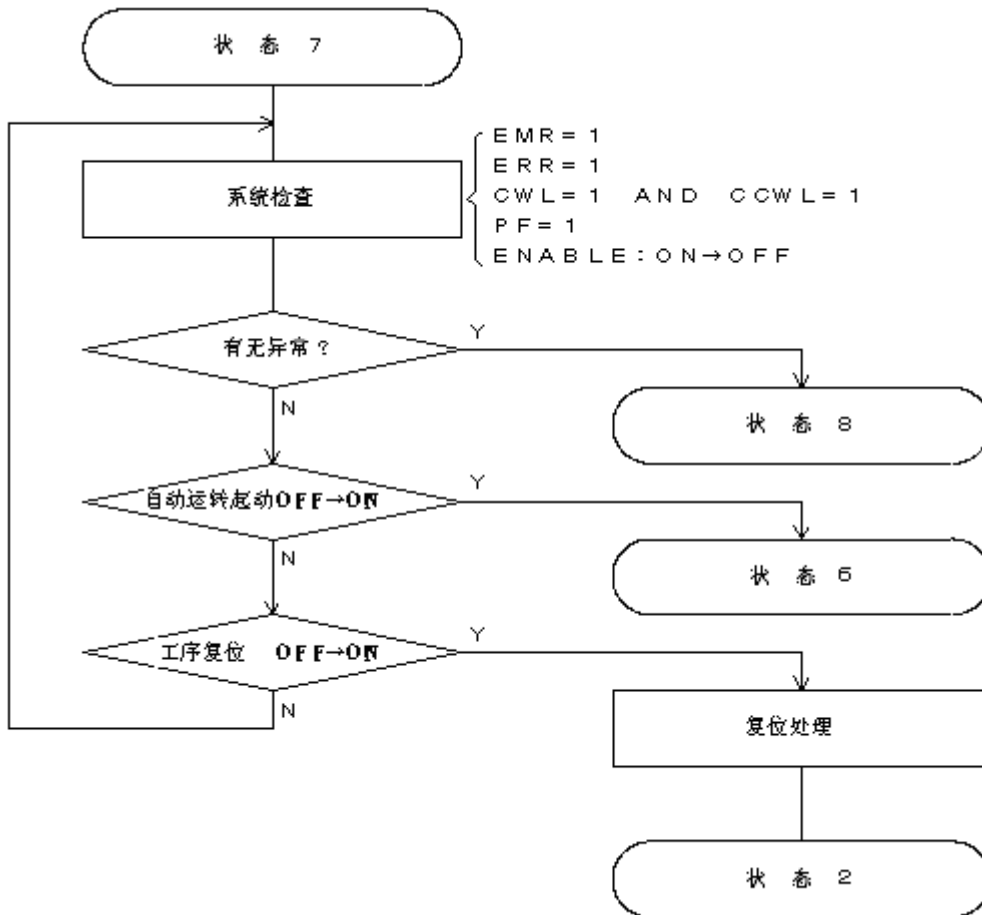 状 态 7
EMR=1
ERR=1
系统检查
CWL=1 AND CCWL=1
PF=1
ENABLE:ON→OFF
有无异常?
Y
N
状 态 8
自动运转起动OFF→ON
Y
N
状 态 6
工序复位 OFF→ON
Y
N
复位处理
状 态 2